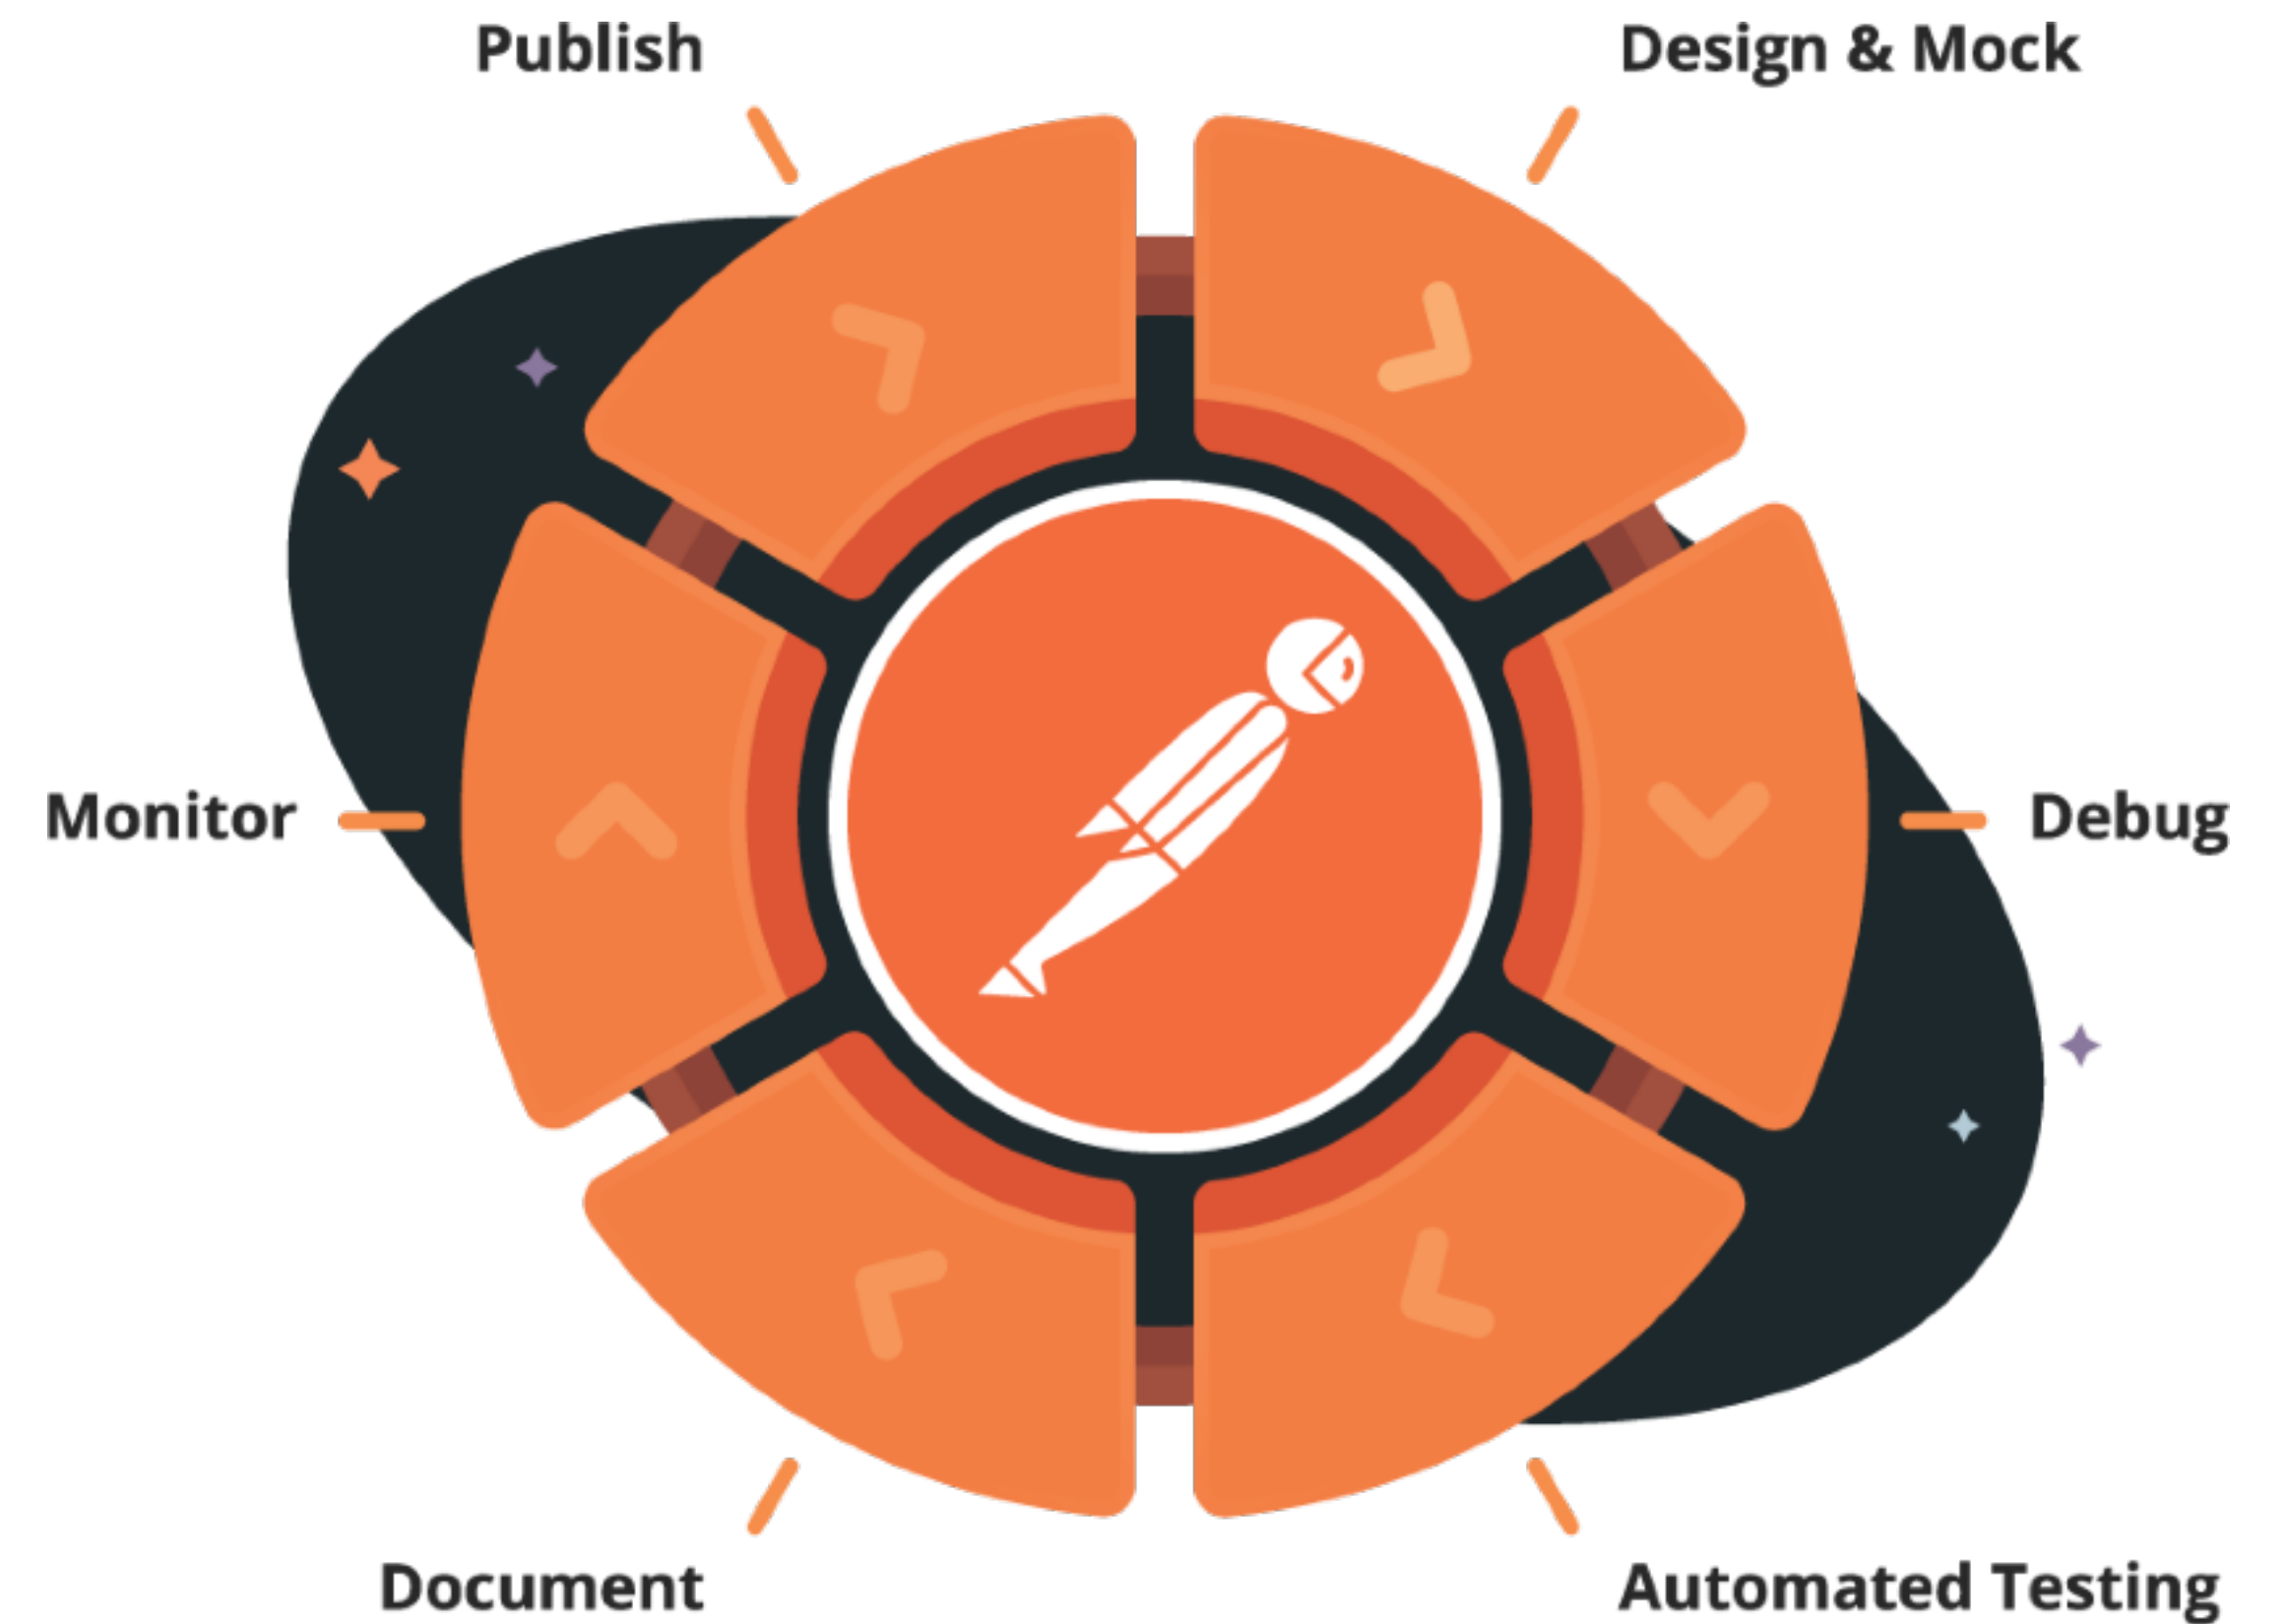 Publish
Design & Mock
Monitor
Debug
Document
Automated Testing